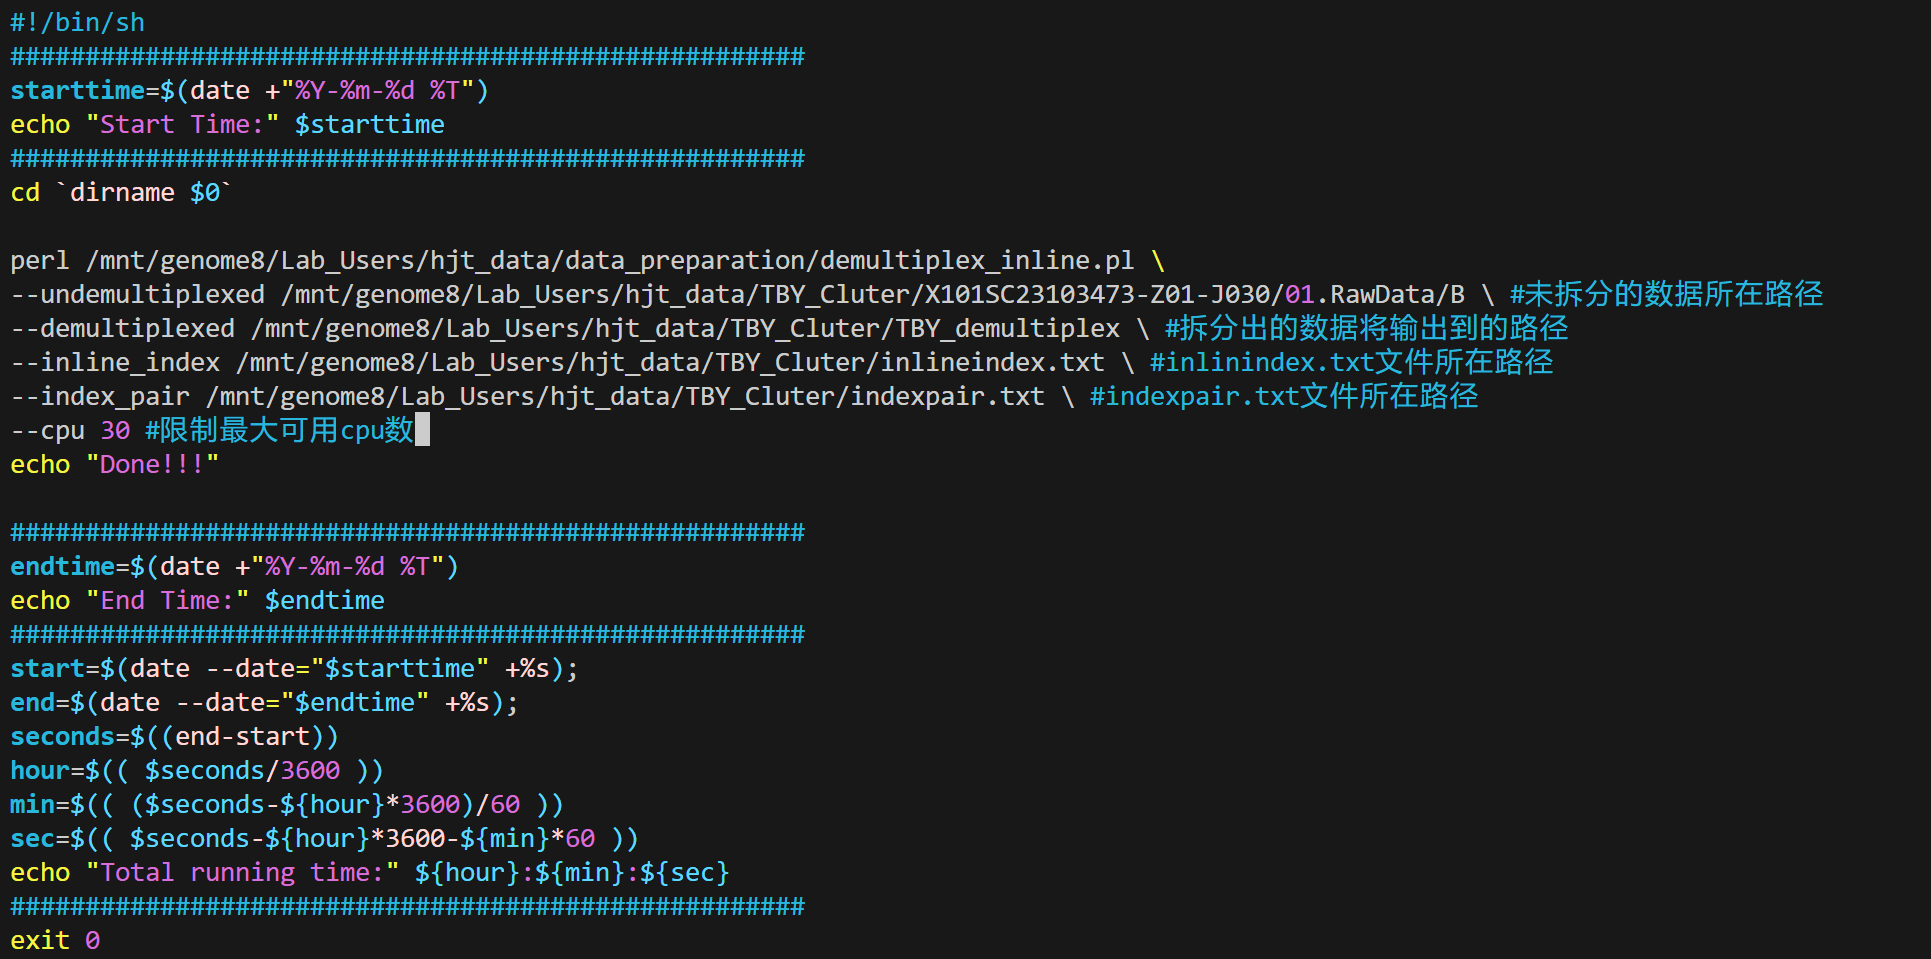 #!/bin/sh
#####################################################
starttime=$(date +"%Y-%m-%d %T")
echo "Start Time:" $starttime
#####################################################
cd `dirname $0`
perl /mnt/genome8/Lab_Users/hjt_data/data_preparation/demultiplex_inline.pl \
--undemultiplexed /mnt/genome8/Lab_Users/hjt_data/TBY_Cluter/X101SC23103473-Z01-J030/01.RawData/B \ #未拆分的数据所在路径
--demultiplexed /mnt/genome8/Lab_Users/hjt_data/TBY_Cluter/TBY_demultiplex \ #拆分出的数据将输出到的路径
--inline_index /mnt/genome8/Lab_Users/hjt_data/TBY_Cluter/inlineindex.txt \ #inlinindex.txt文件所在路径
--index_pair /mnt/genome8/Lab_Users/hjt_data/TBY_Cluter/indexpair.txt \ #indexpair.txt文件所在路径
--cpu 30 #限制最大可用cpu数
echo "Done!!!"
#####################################################
endtime=$(date +"%Y-%m-%d %T")
echo "End Time:" $endtime
#####################################################
start=$(date --date="$starttime" +%s);
end=$(date --date="$endtime" +%s);
seconds=$((end-start))
hour=$(( $seconds/3600 ))
min=$(( ($seconds-${hour}*3600)/60 ))
sec=$(( $seconds-${hour}*3600-${min}*60 ))
echo "Total running time:" ${hour}:${min}:${sec}
#####################################################
exit 0